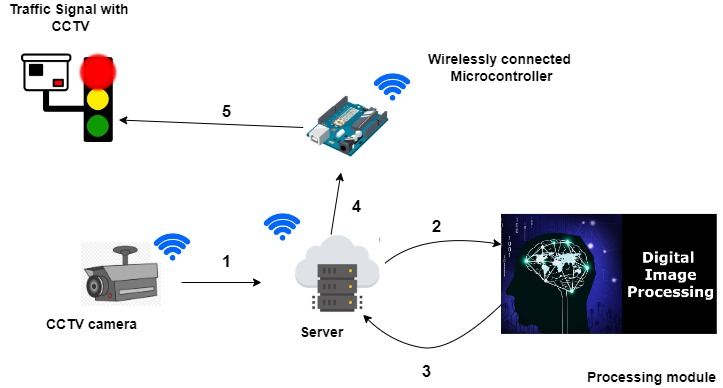 Traffic Signal with
CCTV
Wirelessly connected
Microcontroller
5
4
2
1
Digital
Image
Processing
CCTV camera
Server
3
Processing module